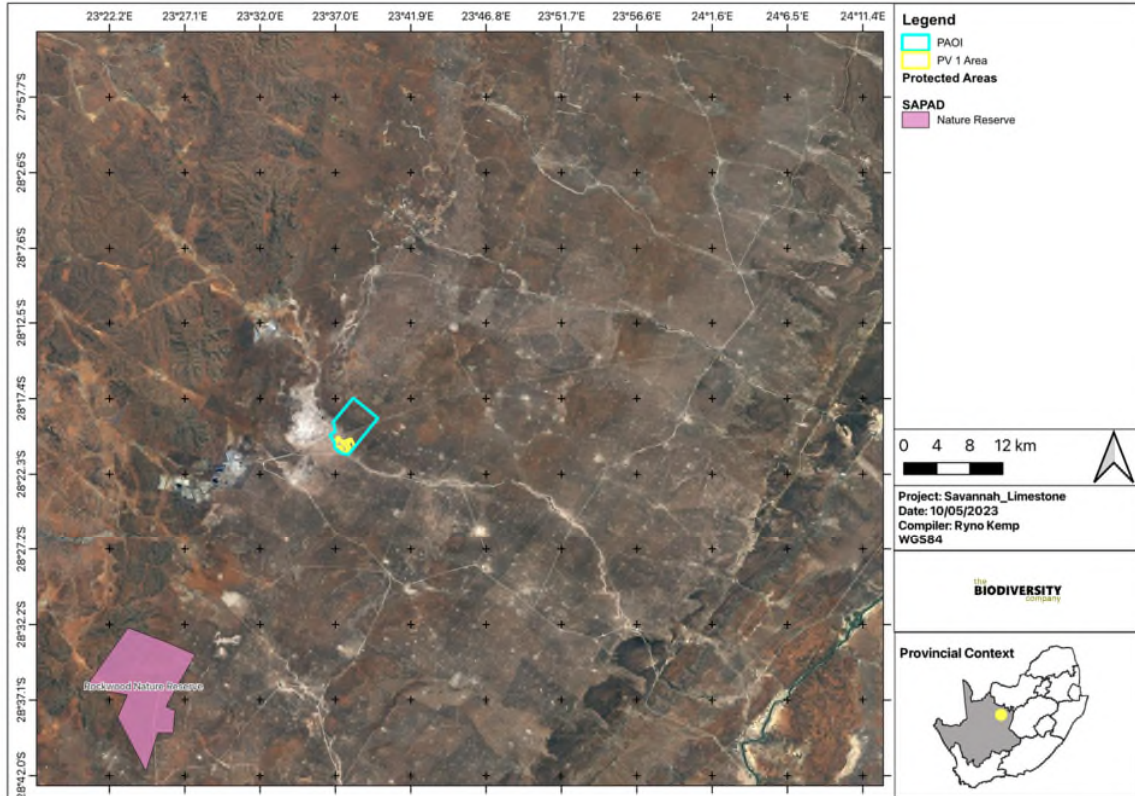 23°22.2'E 23°27.1'E 23°32.0'E 23°37.0'E 23°41.9'E 23°46.8'E 23°51.7'E 23°56.6'E 24°1.6'E 24°6.5'E 24°11.4'E
27°57.7'S
28°2.6'S
28°7.6'S
28°12.5'S
28°17.4'S
28°22.3'S
28°27.2'S
28°32.2'S
28°37.1'S
28°42.0'S
Rockwood Nature Reserve
Legend
PAOI
PV 1 Area
Protected Areas
SAPAD
Nature Reserve
0 4 8 12 km
Project: Savannah_Limestone
Date: 10/05/2023
Compiler: Ryno Kemp
WGS84
the
BIODIVERSITY
company
Provincial Context